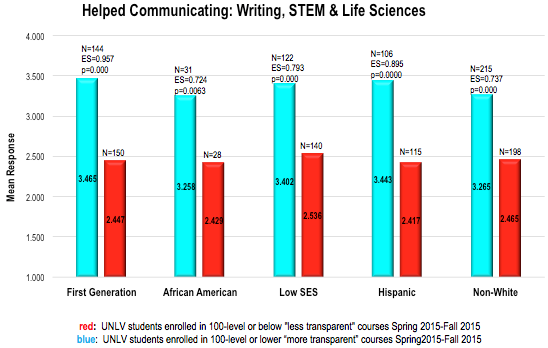 Helped Communicating: Writing, STEM & Life Sciences
Mean Response
4.000
3.500
3.000
2.500
2.000
1.500
1.000
N=144
ES=0.957
p=0.000
N=150
3.465
2.447
First Generation
N=31
ES=0.724
p=0.0063
N=28
3.258
2.429
African American
N=122
ES=0.793
p=0.000
N=140
3.402
2.536
Low SES
N=106
ES=0.895
p=0.0000
N=115
3.443
2.417
Hispanic
N=215
ES=0.737
p=0.000
N=198
3.265
2.465
Non-White
red: UNLV students enrolled in 100-level or below "less transparent" courses Spring 2015-Fall 2015
blue: UNLV students enrolled in 100-level or lower "more transparent" courses Spring2015-Fall 2015